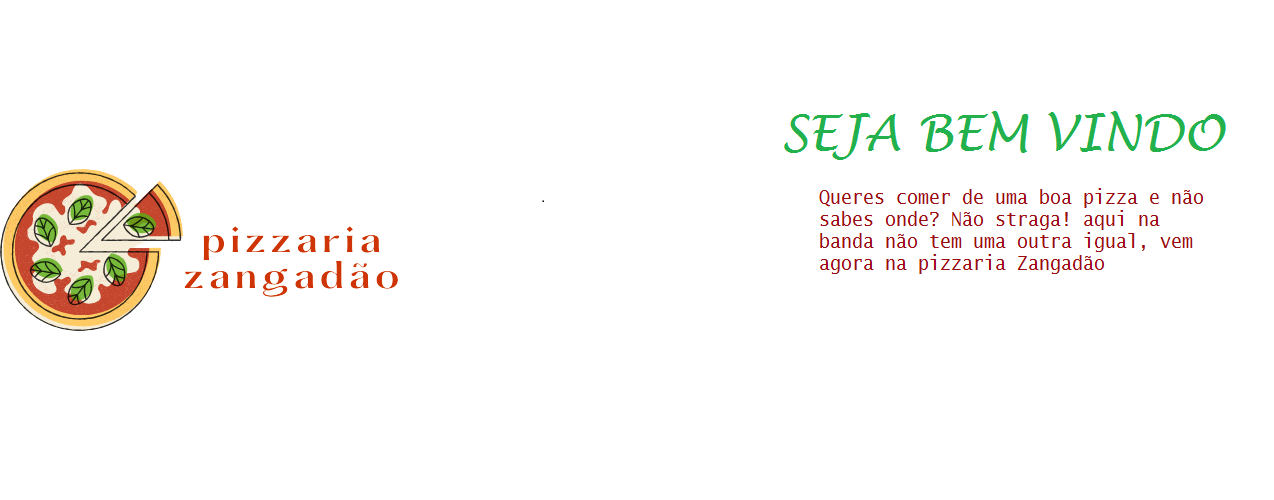 pizzaria
zangadão
SEJA BEM VINDO
Queres comer de uma boa pizza e não
sabes onde? Não straga! aqui na
banda não tem uma outra igual, vem
agora na pizzaria Zangadão